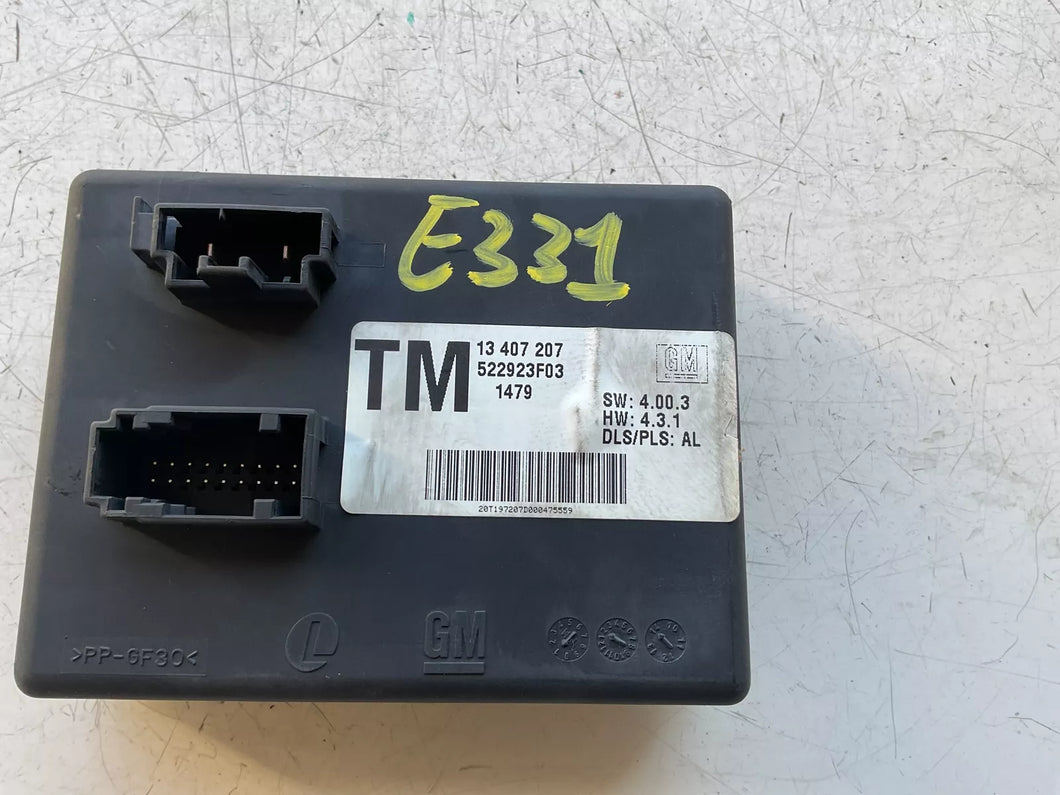 E331
TM
13 407 207
522923F03
1479
GM
SW: 4.00.3
HW: 4.3.1
DLS/PLS: AL
20T197207D000475559
>PP-GF30<
L
GM